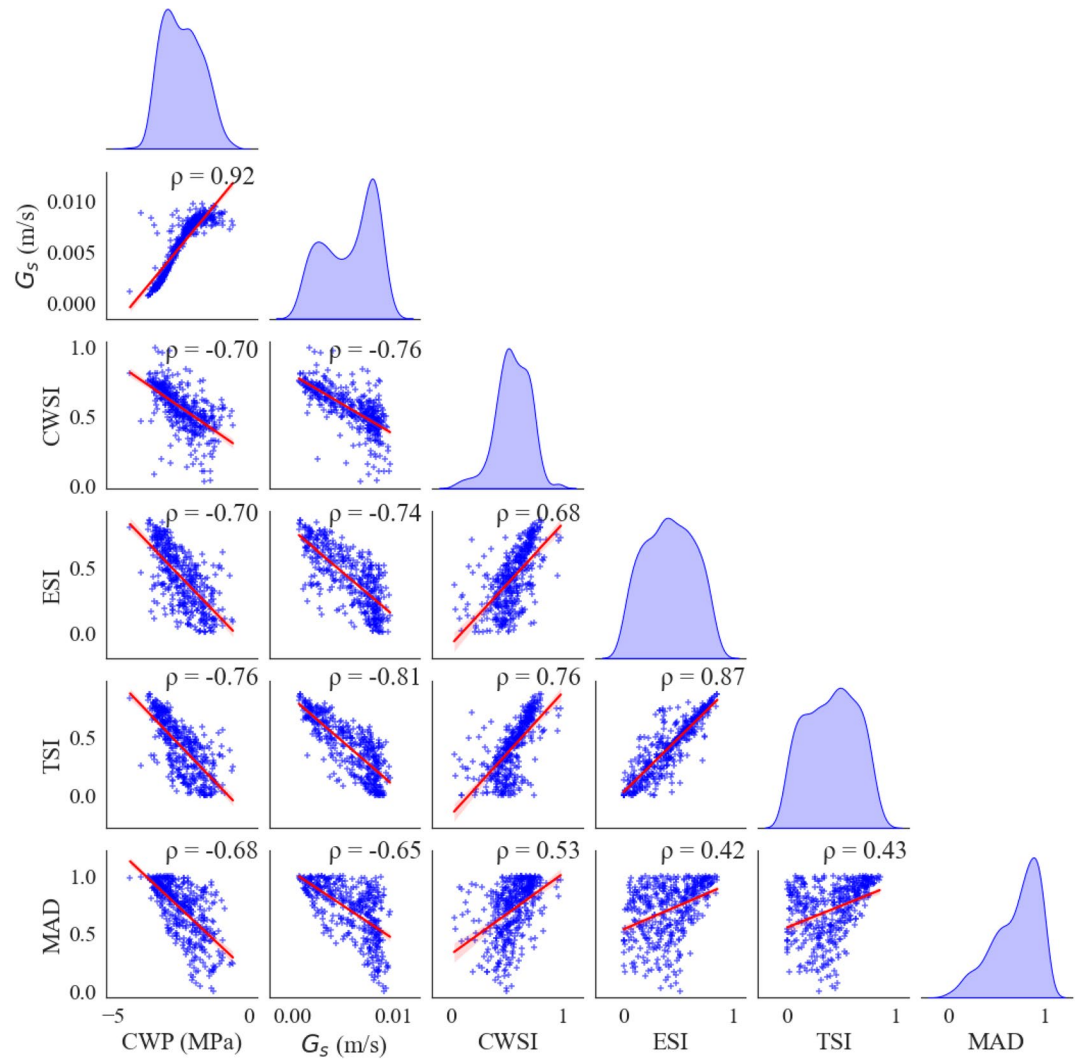 ρ = 0.92
0.010
0.005
0.000
Gs (m/s)
ρ = -0.70
ρ = -0.76
1.0
0.5
0.0
CWSI
ρ = -0.70
ρ = -0.74
ρ = 0.68
0.5
0.0
ESI
ρ = -0.76
ρ = -0.81
ρ = 0.76
ρ = 0.87
0.5
0.0
TSI
ρ = -0.68
ρ = -0.65
ρ = 0.53
ρ = 0.42
ρ = 0.43
1.0
0.5
0.0
MAD
−5 0 0.00 0.01 0 1 0 1 0 1 0 1
CWP (MPa) Gs (m/s) CWSI ESI TSI MAD